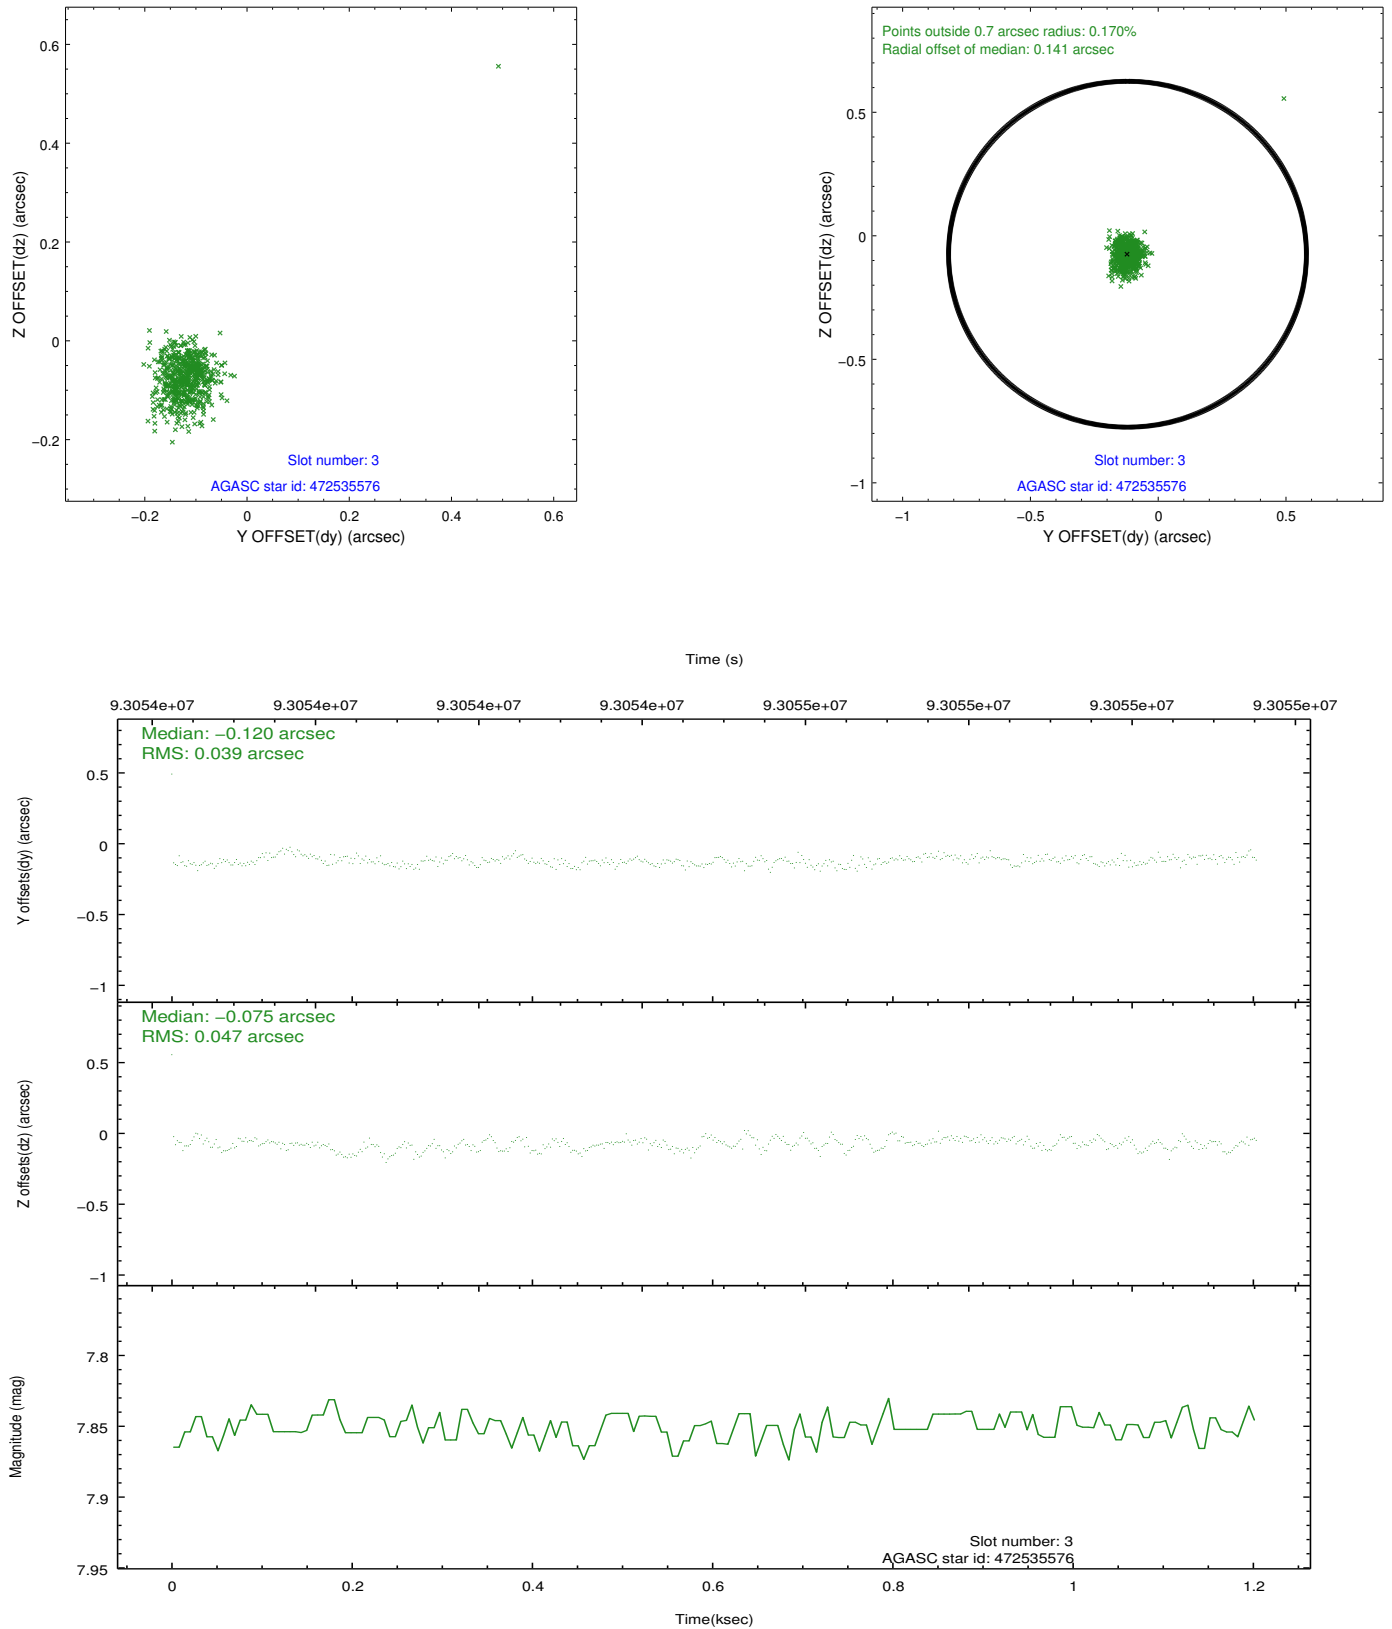 0.6
0.4
0.2
0
−0.2
Z OFFSET(dz) (arcsec)
Slot number: 3
AGASC star id: 472535576
−0.2 0 0.2 0.4 0.6
Y OFFSET(dy) (arcsec)
Points outside 0.7 arcsec radius: 0.170%
Radial offset of median: 0.141 arcsec
0.5
0
−0.5
−1
Z OFFSET(dz) (arcsec)
Slot number: 3
AGASC star id: 472535576
−1 −0.5 0 0.5
Y OFFSET(dy) (arcsec)
Time (s)
9.3054e+07 9.3054e+07 9.3054e+07 9.3054e+07 9.3055e+07 9.3055e+07 9.3055e+07 9.3055e+07
Median: −0.120 arcsec
RMS: 0.039 arcsec
0.5
0
−0.5
−1
Y offsets(dy) (arcsec)
Median: −0.075 arcsec
RMS: 0.047 arcsec
0.5
0
−0.5
−1
Z offsets(dz) (arcsec)
7.8
7.85
7.9
7.95
Magnitude (mag)
Slot number: 3
AGASC star id: 472535576
0 0.2 0.4 0.6 0.8 1 1.2
Time(ksec)